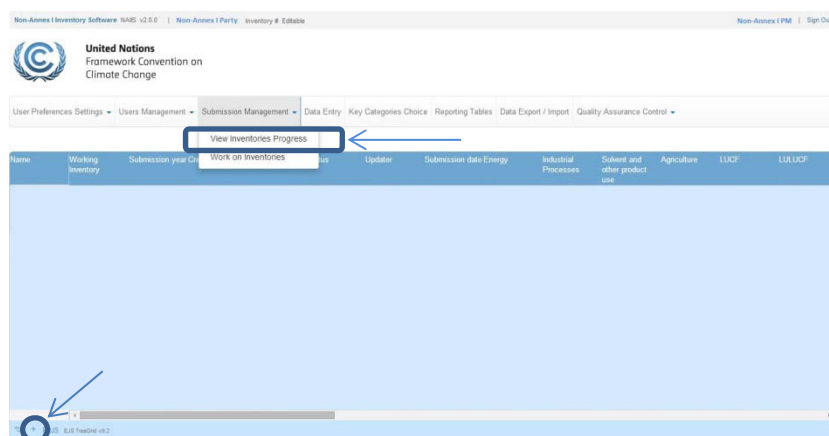 Non-Annex I Inventory Software NAIIS v2.0.0 | Non-Annex I Party Inventory # Editable Non-Annex I PM | Sign Ou
United Nations
Framework Convention on
Climate Change
User Preferences Settings Users Management Submission Management Data Entry Key Categories Choice Reporting Tables Data Export / Import Quality Assurance Control
View Inventories Progress
Work on Inventories
Name Working Inventory Submission year Updater Submission date Energy Industrial Processes Solvent and other product use Agriculture LUCF LULUCF
EJS TreeGrid v9.2